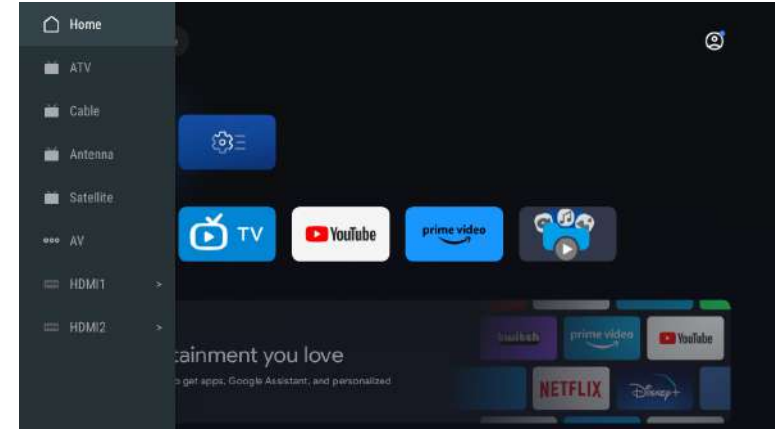 Home
ATV
Cable
Antenna
Satellite
AV
HDMI1 >
HDMI2 >
TV
YouTube
prime video
tainment you love
get apps, Google Assistant, and personalized
twitch
prime video
YouTube
NETFLIX
Disney+